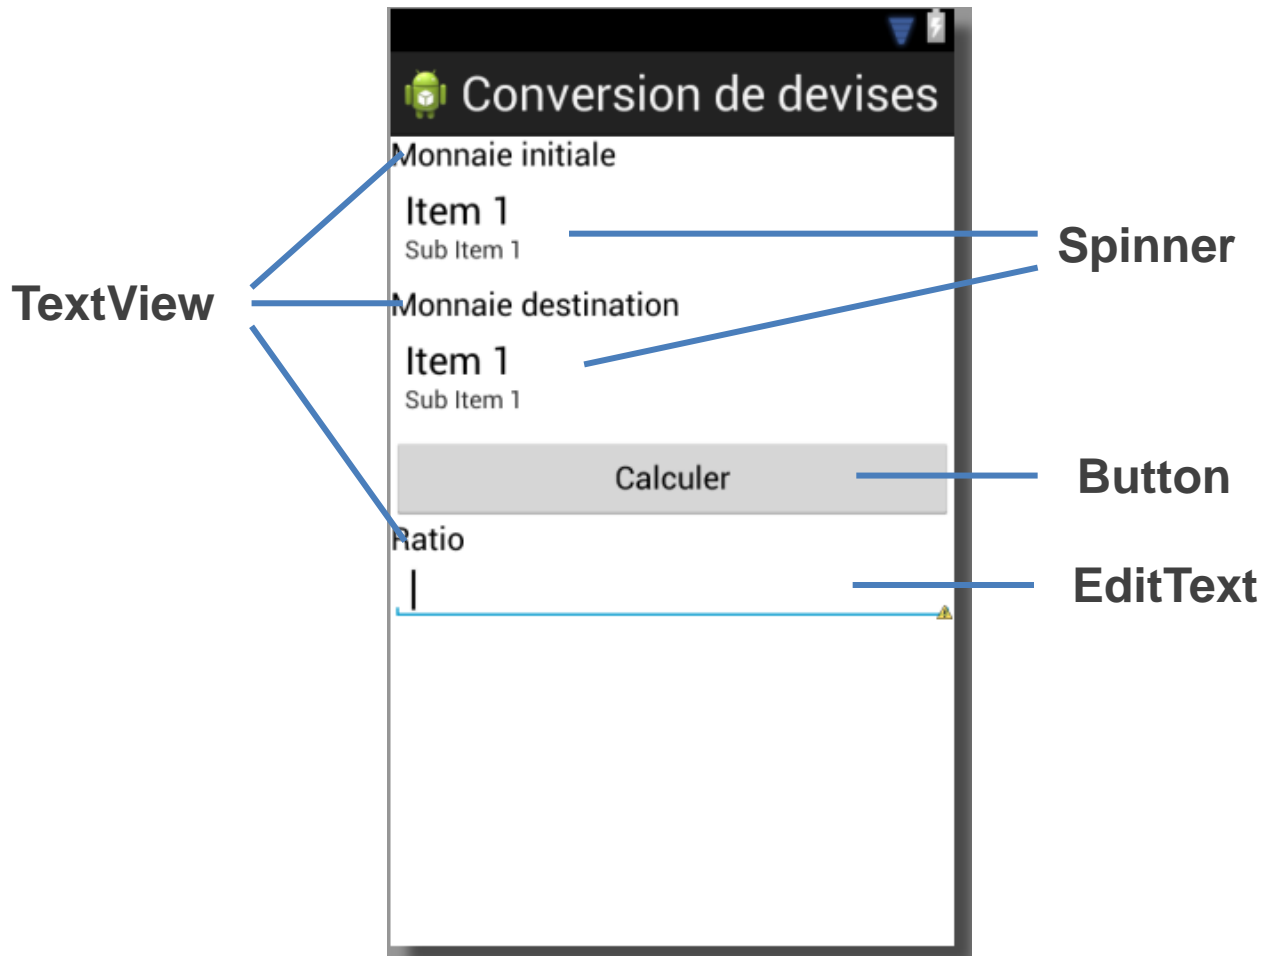 Conversion de devises
Monnaie initiale
Item 1
Sub Item 1
Spinner
TextView
Monnaie destination
Item 1
Sub Item 1
Calculer
Button
Ratio
EditText